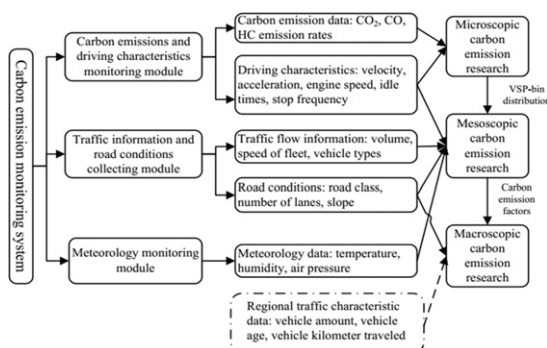 Carbon emission monitoring system
Carbon emissions and
driving characteristics
monitoring module
Traffic information and
road conditions
collecting module
Meteorology monitoring
module
Carbon emission data: CO₂, CO,
HC emission rates
Driving characteristics: velocity,
acceleration, engine speed, idle
times, stop frequency
Traffic flow information: volume,
speed of fleet, vehicle types
Road conditions: road class,
number of lanes, slope
Meteorology data: temperature,
humidity, air pressure
Regional traffic characteristic
data: vehicle amount, vehicle
age, vehicle kilometer traveled
Microscopic
carbon
emission
research
VSP-bin
distribution
Mesoscopic
carbon
emission
research
Carbon
emission
factors
Macroscopic
carbon
emission
research